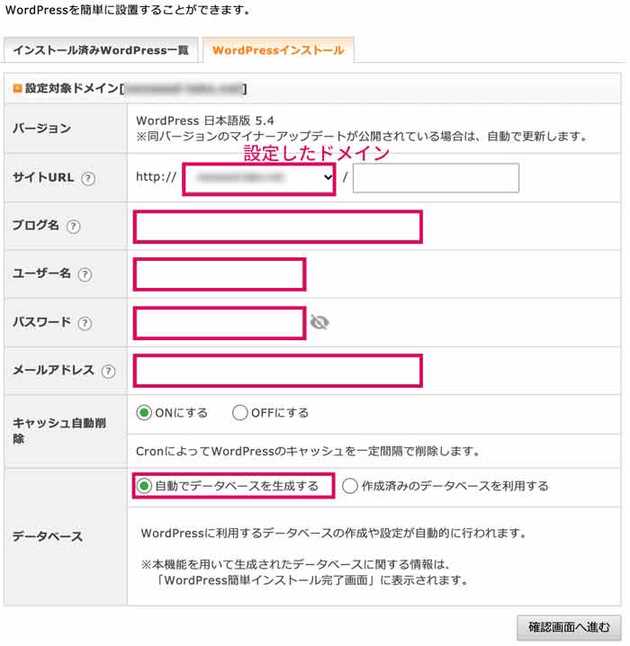 WordPressを簡単に設置することができます。
インストール済みWordPress一覧
WordPressインストール
設定対象ドメイン[ ]
バージョン
WordPress 日本語版 5.4
※同バージョンのマイナーアップデートが公開されている場合は、自動で更新します。
設定したドメイン
サイトURL ?
http:// /
ブログ名 ?
ユーザー名 ?
パスワード ?
メールアドレス ?
キャッシュ自動削
除
ONにする OFFにする
CronによってWordPressのキャッシュを一定間隔で削除します。
データベース
自動でデータベースを生成する 作成済みのデータベースを利用する
WordPressに利用するデータベースの作成や設定が自動的に行われます。
※本機能を用いて生成されたデータベースに関する情報は、
「WordPress簡単インストール完了画面」に表示されます。
確認画面へ進む